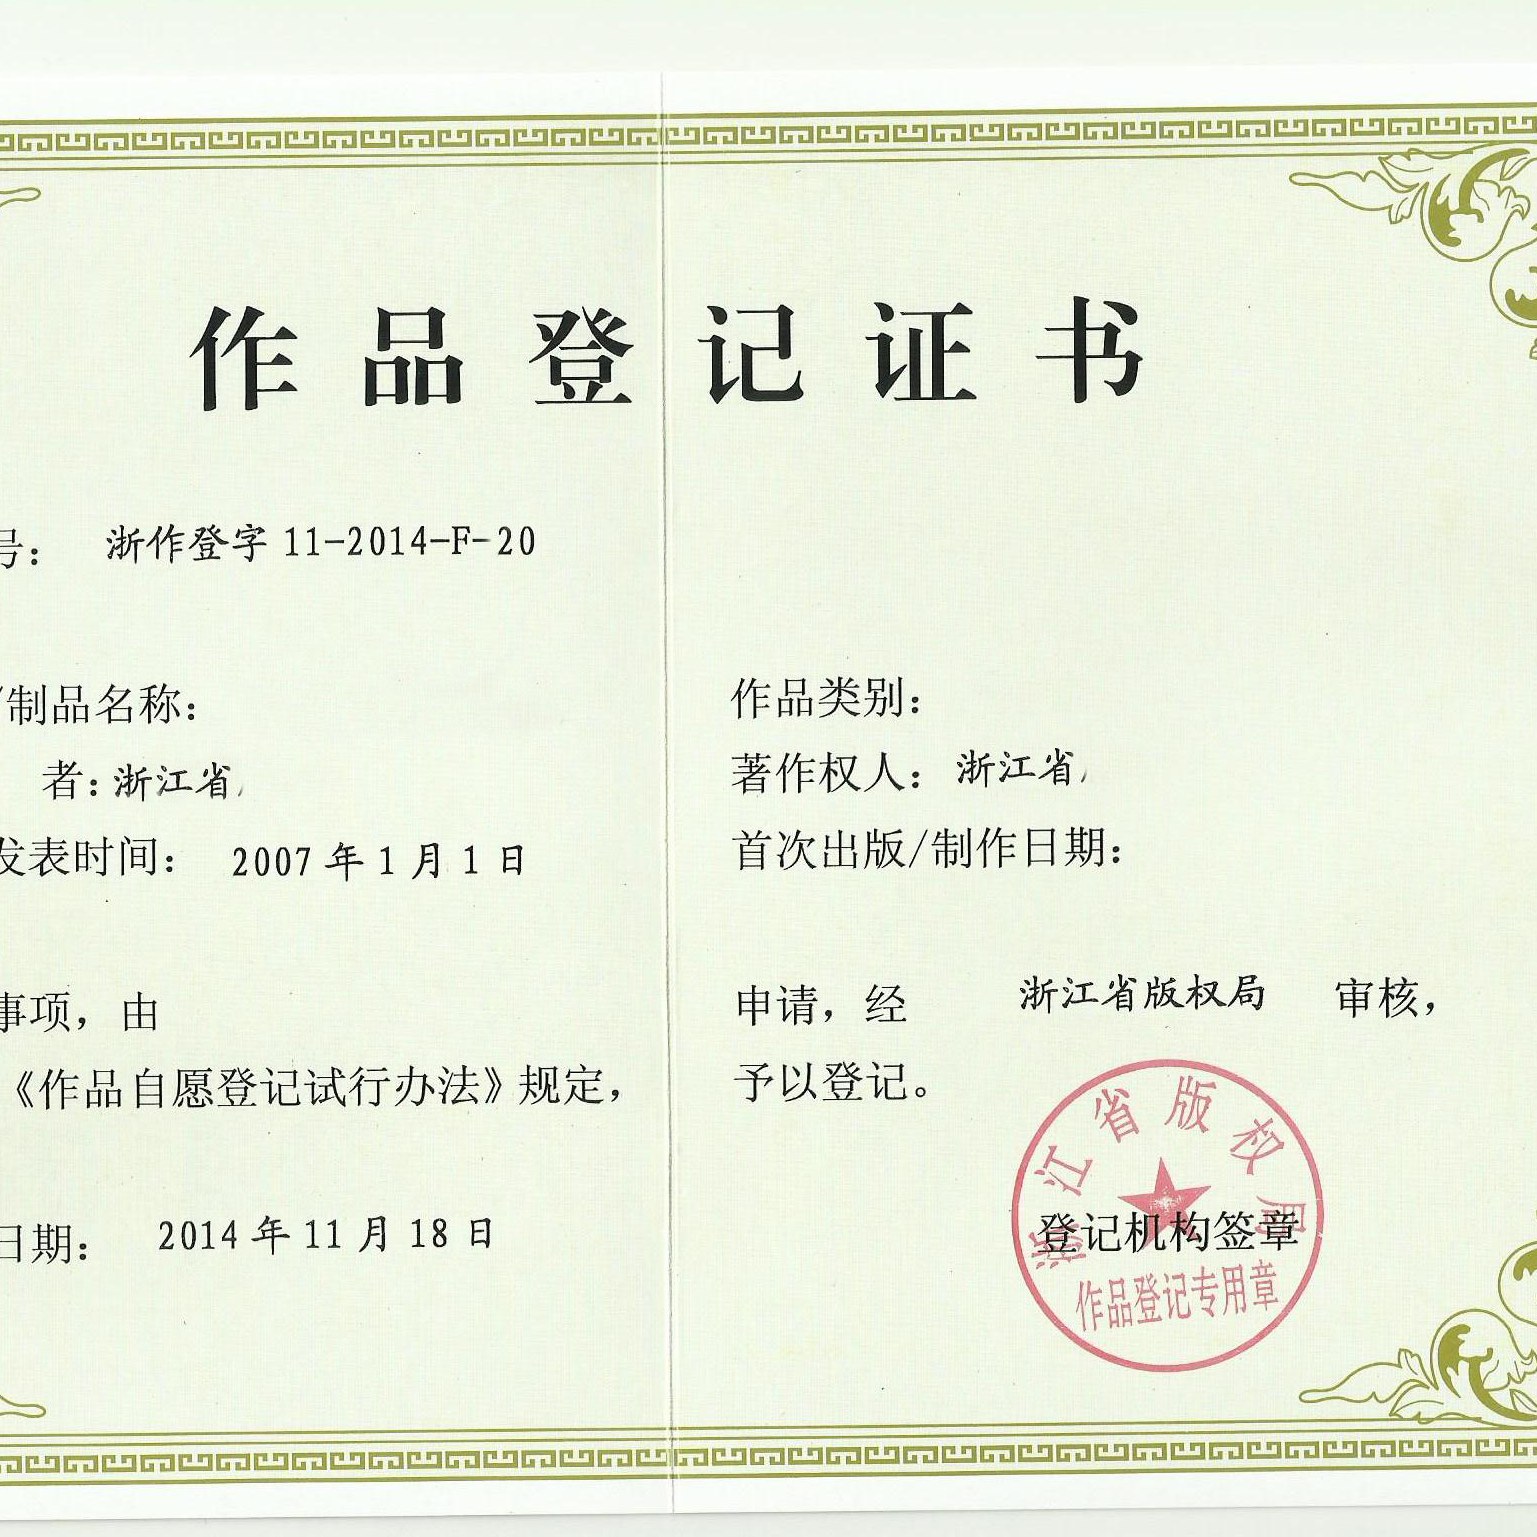 作品登记证书
号： 浙作登字 11-2014-F-20
/制品名称：
者：浙江省
发表时间： 2007 年 1 月 1 日
事项，由
《作品自愿登记试行办法》规定，
日期： 2014 年 11 月 18 日
作品类别：
著作权人： 浙江省
首次出版/制作日期：
申请，经 浙江省版权局 审核，
予以登记。
浙江省版权局
登记机构签章
作品登记专用章